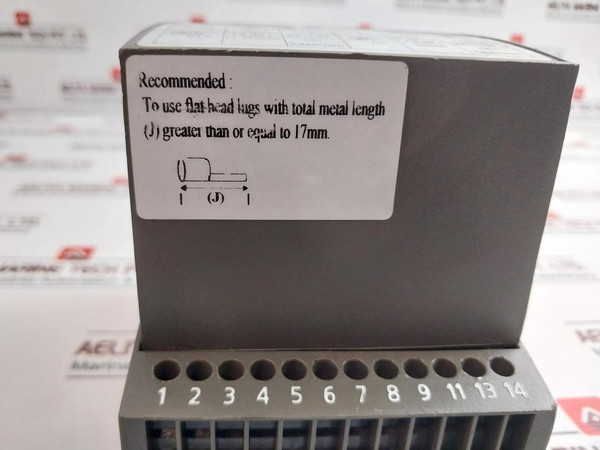 Recommended :
To use flat head lugs with total metal length
(J) greater than or equal to 17mm.
(J)
1 2 3 4 5 6 7 8 9 11 13 14